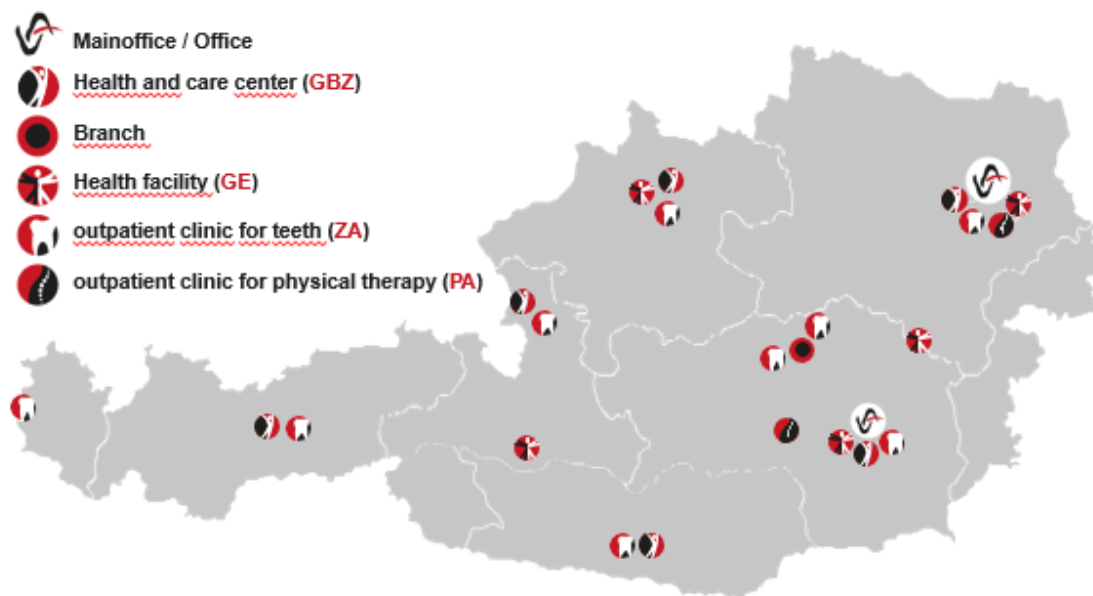 Mainoffice / Office
Health and care center (GBZ)
Branch
Health facility (GE)
outpatient clinic for teeth (ZA)
outpatient clinic for physical therapy (PA)